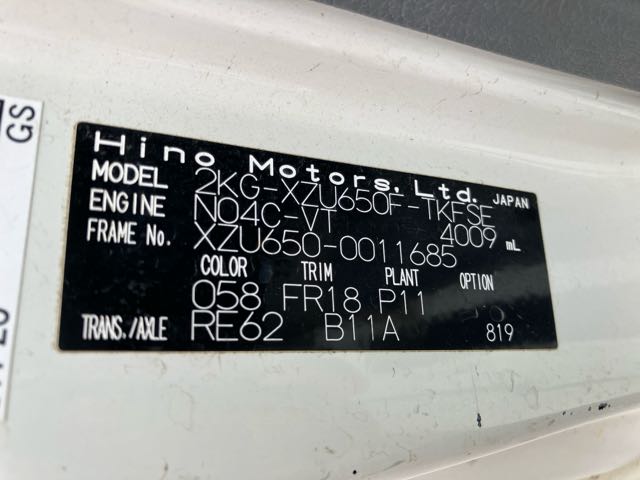 Hino Motors, Ltd. JAPAN
MODEL 2KG-XZU650F-TKFSE
ENGINE N04C-VT 4009 mL
FRAME No. XZU650-0011685
COLOR TRIM PLANT OPTION
058 FR18 P11
TRANS./AXLE RE62 B11A 819
GS